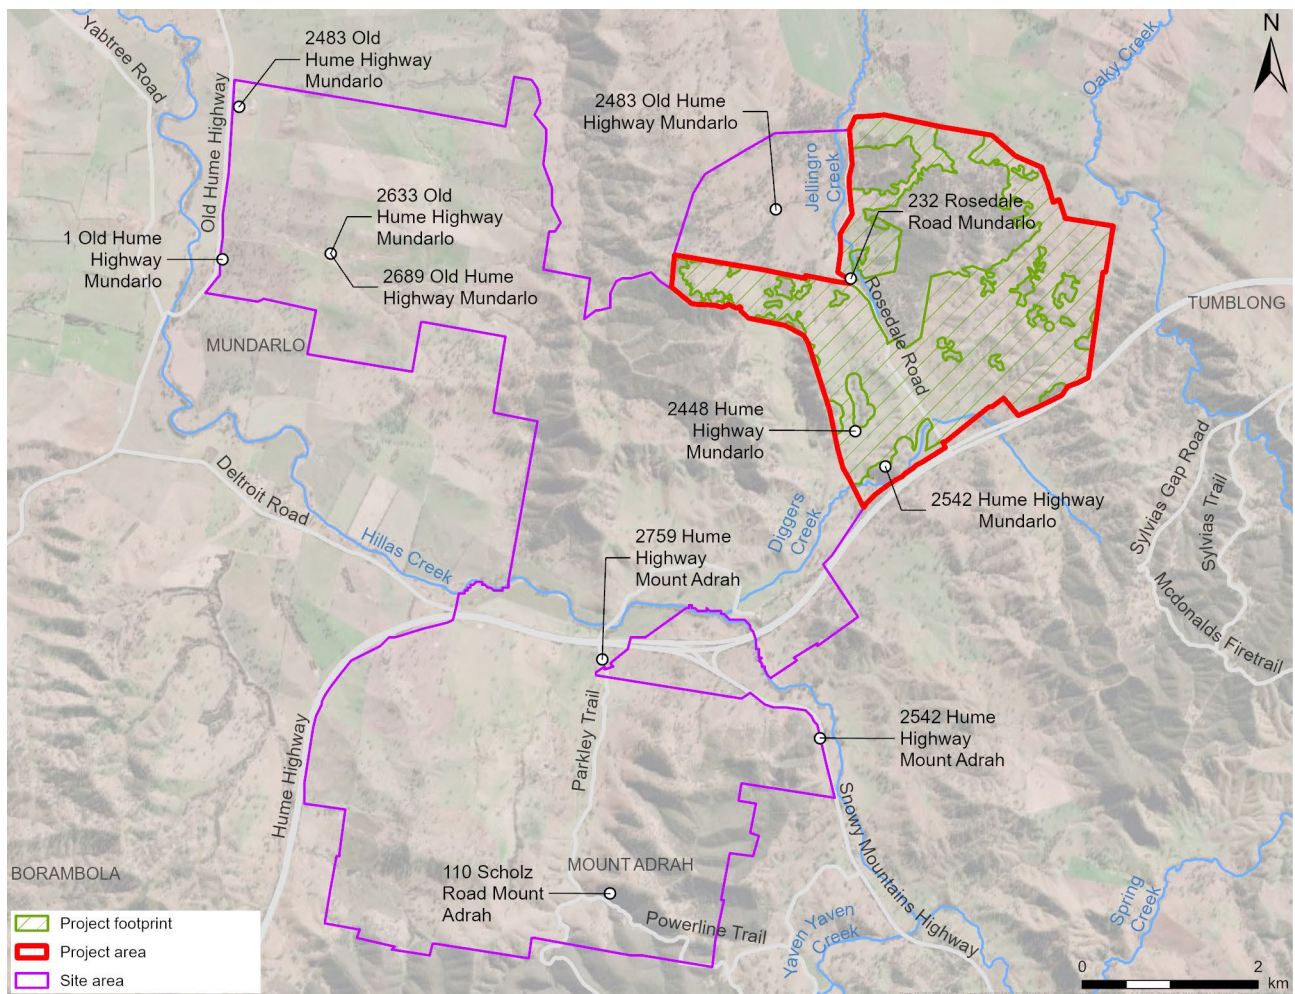 N
Yabtree Road
2483 Old
Hume Highway
Mundarlo
Oaky Creek
2483 Old Hume
Highway Mundarlo
Old Hume Highway
Jellingro
Creek
2633 Old
Hume Highway
Mundarlo
232 Rosedale
Road Mundarlo
1 Old Hume
Highway
Mundarlo
2689 Old Hume
Highway Mundarlo
Rosedale Road
TUMBLONG
MUNDARLO
2448 Hume
Highway
Mundarlo
Deltroit Road
Sylvias Gap Road
Sylvias Trail
2542 Hume Highway
Mundarlo
Diggers
Creek
Hillas Creek
2759 Hume
Highway
Mount Adrah
Mcdonalds Firetrail
Parkley Trail
Hume Highway
2542 Hume
Highway
Mount Adrah
Snowy Mountains Highway
BORAMBOLA
110 Scholz
Road Mount
Adrah
MOUNT ADRAH
Powerline Trail
Yaven Yaven
Creek
Spring
Creek
Project footprint
Project area
Site area
0 2
km